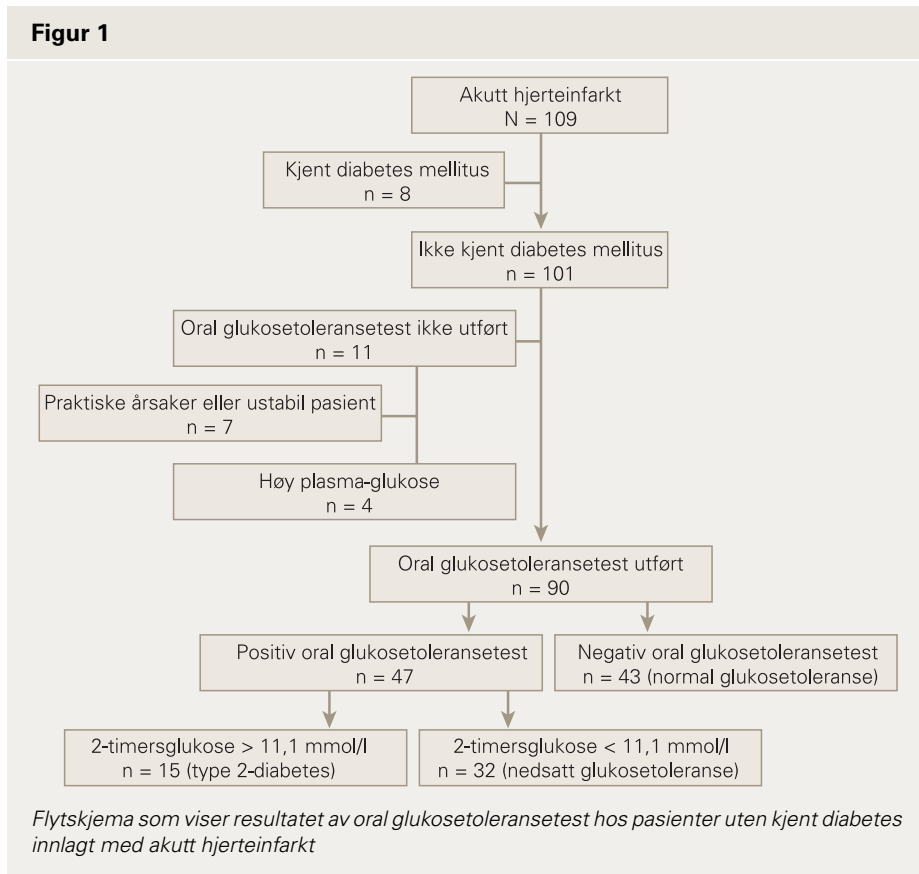 Figur 1
Akutt hjerteinfarkt
N = 109
Kjent diabetes mellitus
n = 8
Ikke kjent diabetes mellitus
n = 101
Oral glukosetoleransetest ikke utført
n = 11
Praktiske årsaker eller ustabil pasient
n = 7
Høy plasma-glukose
n = 4
Oral glukosetoleransetest utført
n = 90
Positiv oral glukosetoleransetest
n = 47
Negativ oral glukosetoleransetest
n = 43 (normal glukosetoleranse)
2-timersglukose > 11,1 mmol/l
n = 15 (type 2-diabetes)
2-timersglukose < 11,1 mmol/l
n = 32 (nedsatt glukosetoleranse)
Flytskjema som viser resultatet av oral glukosetoleransetest hos pasienter uten kjent diabetes
innlagt med akutt hjerteinfarkt